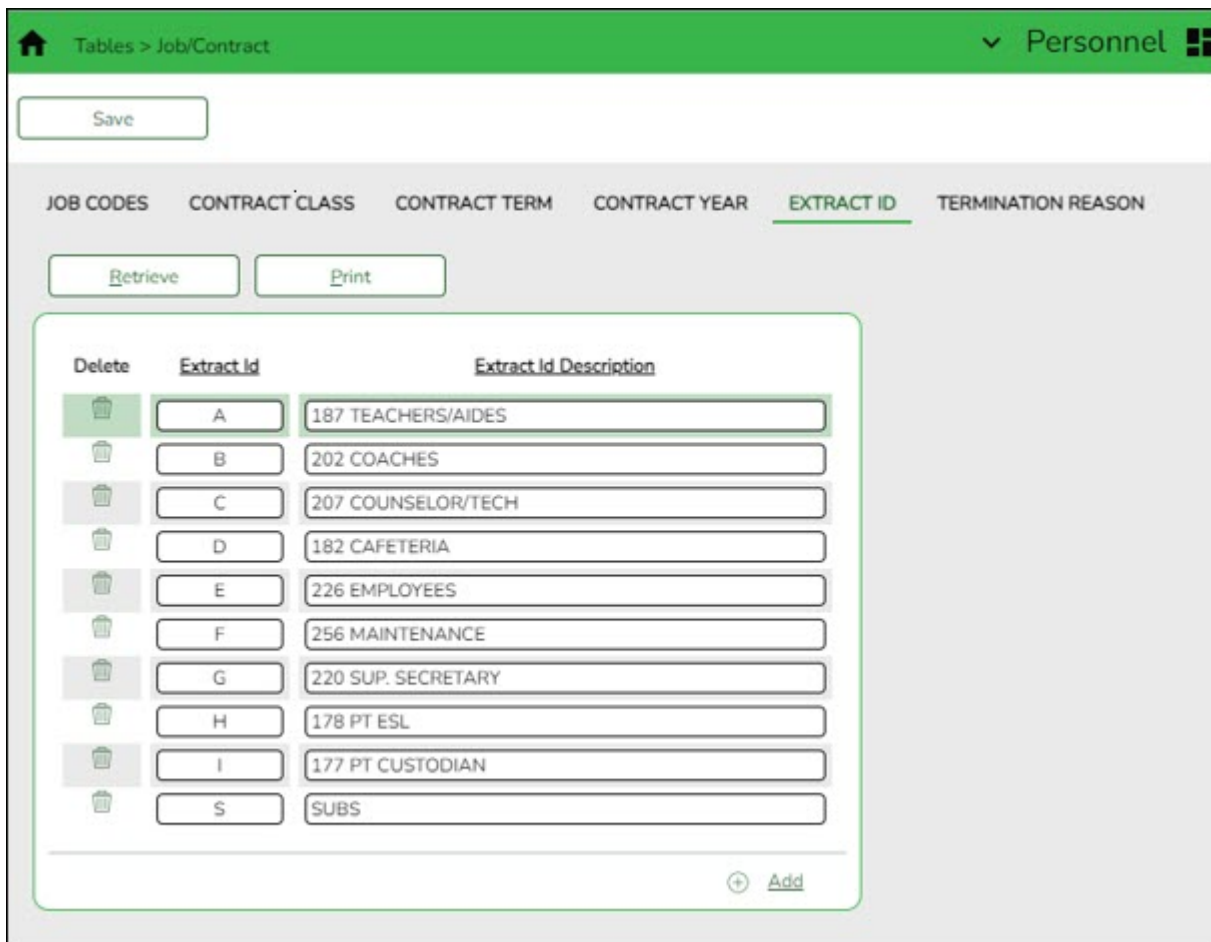 Tables > Job/Contract Personnel
Save
JOB CODES CONTRACT CLASS CONTRACT TERM CONTRACT YEAR EXTRACT ID TERMINATION REASON
Retrieve Print
Delete Extract Id Extract Id Description
A 187 TEACHERS/AIDES
B 202 COACHES
C 207 COUNSELOR/TECH
D 182 CAFETERIA
E 226 EMPLOYEES
F 256 MAINTENANCE
G 220 SUP. SECRETARY
H 178 PT ESL
I 177 PT CUSTODIAN
S SUBS
Add